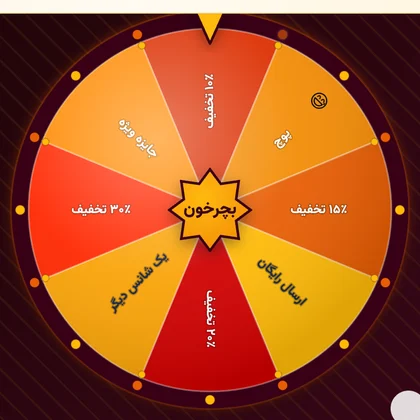 ۱۰٪ تخفیف
پوچ
۱۵٪ تخفیف
ارسال رایگان
۲۰٪ تخفیف
یک شانس دیگر
۳۰٪ تخفیف
جایزه ویژه
بچرخون